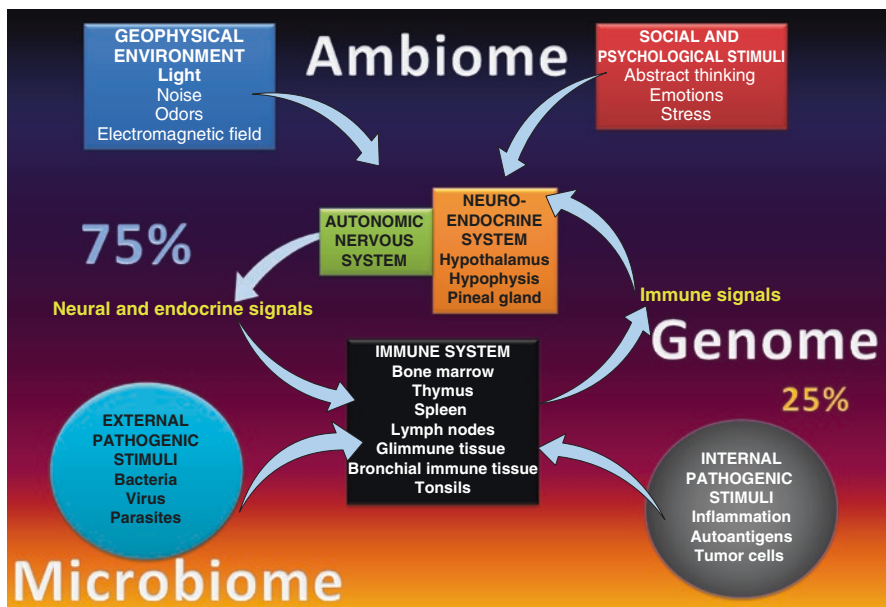 GEOPHYSICAL
ENVIRONMENT
Light
Noise
Odors
Electromagnetic field
Ambiome
SOCIAL AND
PSYCHOLOGICAL STIMULI
Abstract thinking
Emotions
Stress
75%
AUTONOMIC
NERVOUS
SYSTEM
NEURO-
ENDOCRINE
SYSTEM
Hypothalamus
Hypophysis
Pineal gland
Neural and endocrine signals
Immune signals
Genome
25%
IMMUNE SYSTEM
Bone marrow
Thymus
Spleen
Lymph nodes
Glimmune tissue
Bronchial immune tissue
Tonsils
EXTERNAL
PATHOGENIC
STIMULI
Bacteria
Virus
Parasites
INTERNAL
PATHOGENIC
STIMULI
Inflammation
Autoantigens
Tumor cells
Microbiome